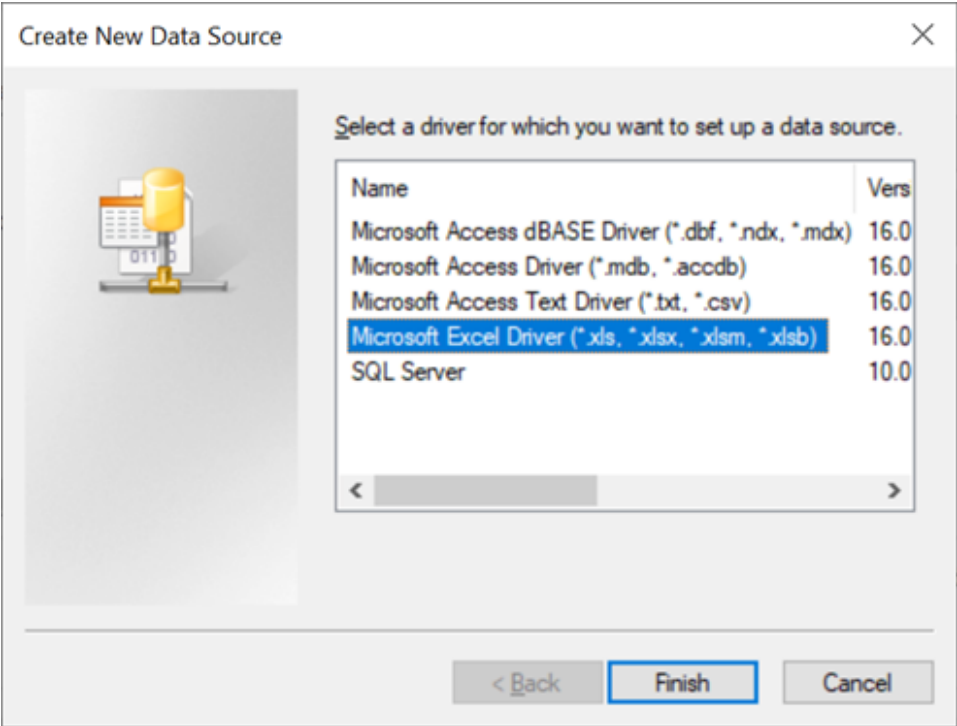 Create New Data Source
Select a driver for which you want to set up a data source.
Name Vers
Microsoft Access dBASE Driver (*.dbf, *.ndx, *.mdx) 16.0
Microsoft Access Driver (*.mdb, *.accdb) 16.0
Microsoft Access Text Driver (*.txt, *.csv) 16.0
Microsoft Excel Driver (*.xls, *.xlsx, *.xlsm, *.xlsb) 16.0
SQL Server 10.0
< Back Finish Cancel